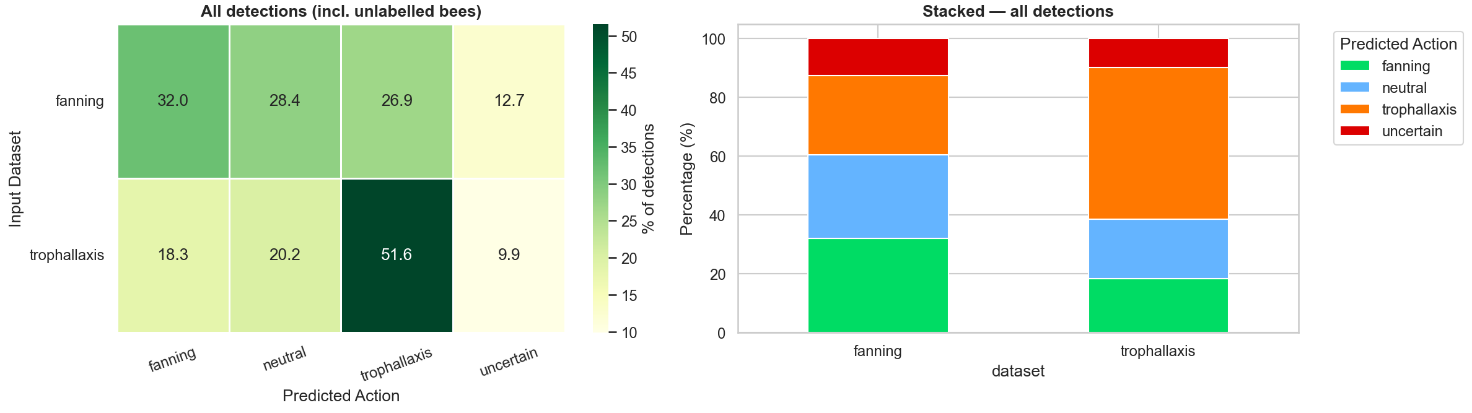 All detections (incl. unlabelled bees)
Input Dataset
fanning
32.0 28.4 26.9 12.7
trophallaxis
18.3 20.2 51.6 9.9
fanning neutral trophallaxis uncertain
Predicted Action
50
45
40
35
30
25
20
15
10
% of detections
Stacked — all detections
Percentage (%)
100
80
60
40
20
0
fanning trophallaxis
dataset
Predicted Action
fanning
neutral
trophallaxis
uncertain